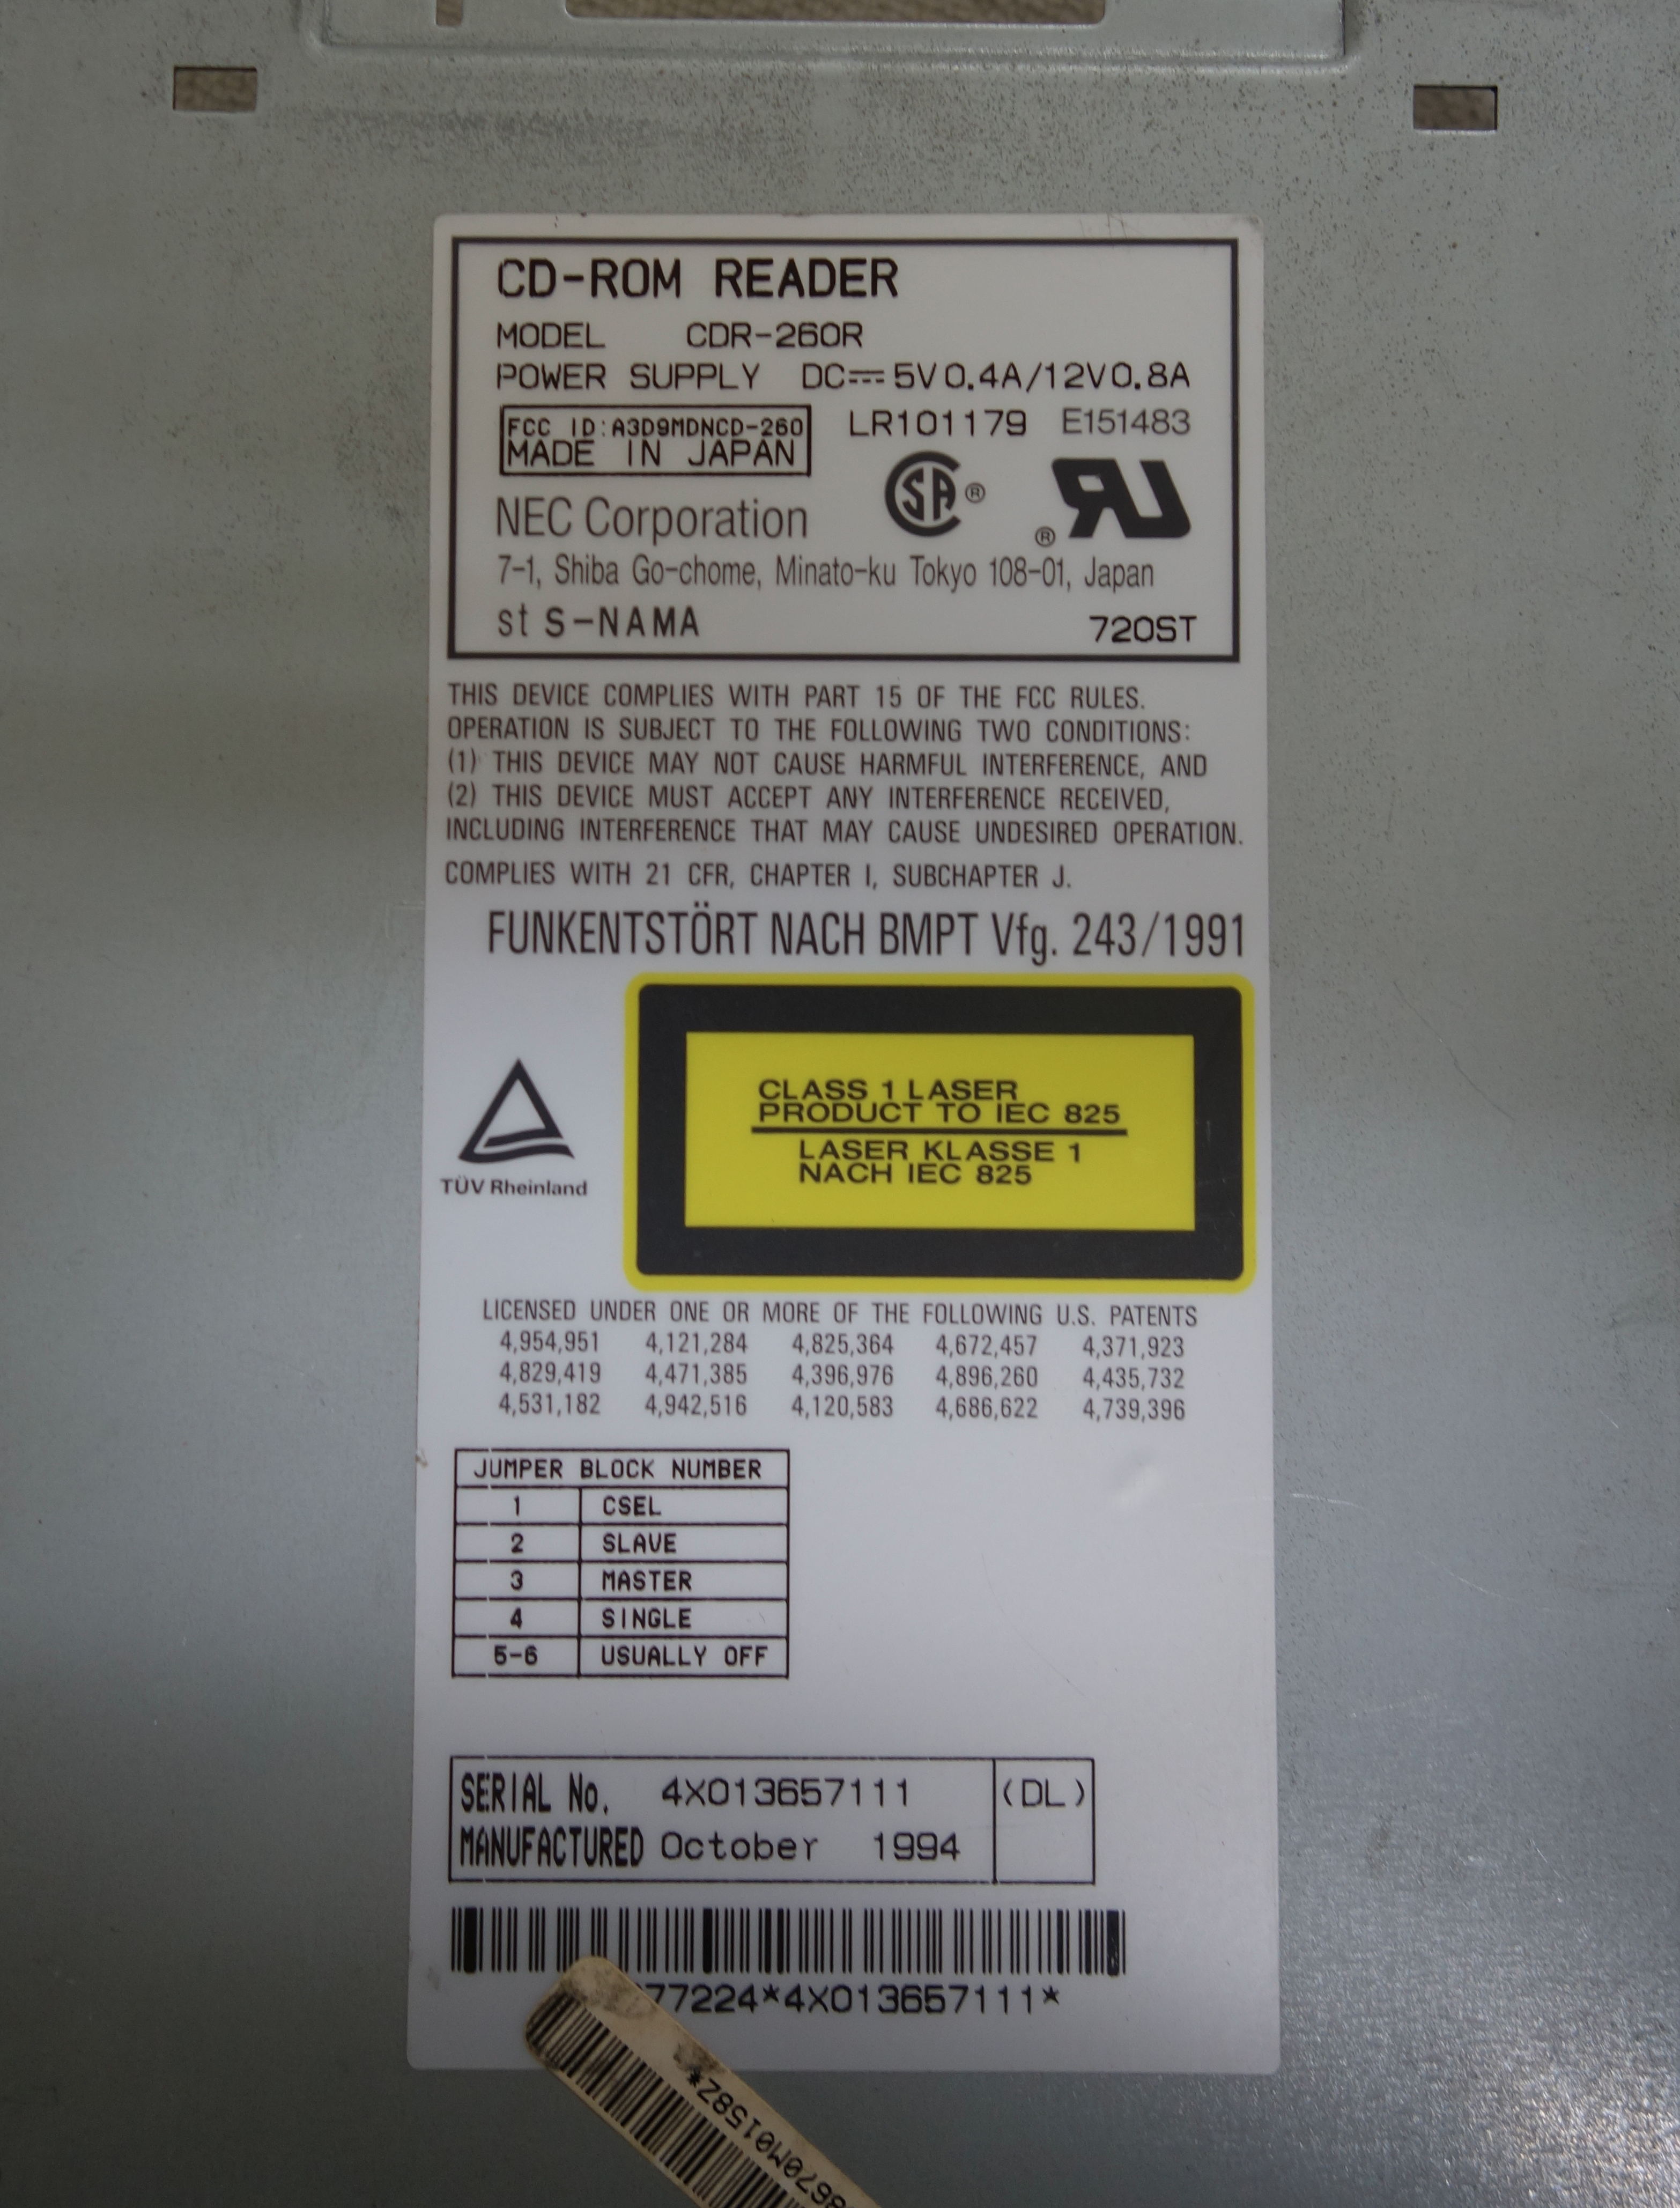 CD-ROM READER
MODEL CDR-260R
POWER SUPPLY DC⎓5V0.4A/12V0.8A
FCC ID:A3D9MDNCD-260
MADE IN JAPAN
LR101179 E151483
NEC Corporation
7-1, Shiba Go-chome, Minato-ku Tokyo 108-01, Japan
st S-NAMA 720ST
THIS DEVICE COMPLIES WITH PART 15 OF THE FCC RULES.
OPERATION IS SUBJECT TO THE FOLLOWING TWO CONDITIONS:
(1) THIS DEVICE MAY NOT CAUSE HARMFUL INTERFERENCE, AND
(2) THIS DEVICE MUST ACCEPT ANY INTERFERENCE RECEIVED,
INCLUDING INTERFERENCE THAT MAY CAUSE UNDESIRED OPERATION.
COMPLIES WITH 21 CFR, CHAPTER I, SUBCHAPTER J.
FUNKENTSTÖRT NACH BMPT Vfg. 243/1991
CLASS 1 LASER
PRODUCT TO IEC 825
LASER KLASSE 1
NACH IEC 825
TÜV Rheinland
LICENSED UNDER ONE OR MORE OF THE FOLLOWING U.S. PATENTS
4,954,951 4,121,284 4,825,364 4,672,457 4,371,923
4,829,419 4,471,385 4,396,976 4,896,260 4,435,732
4,531,182 4,942,516 4,120,583 4,686,622 4,739,396
JUMPER BLOCK NUMBER
1 CSEL
2 SLAVE
3 MASTER
4 SINGLE
5-6 USUALLY OFF
SERIAL No. 4X013657111 (DL)
MANUFACTURED October 1994
77224*4X013657111*